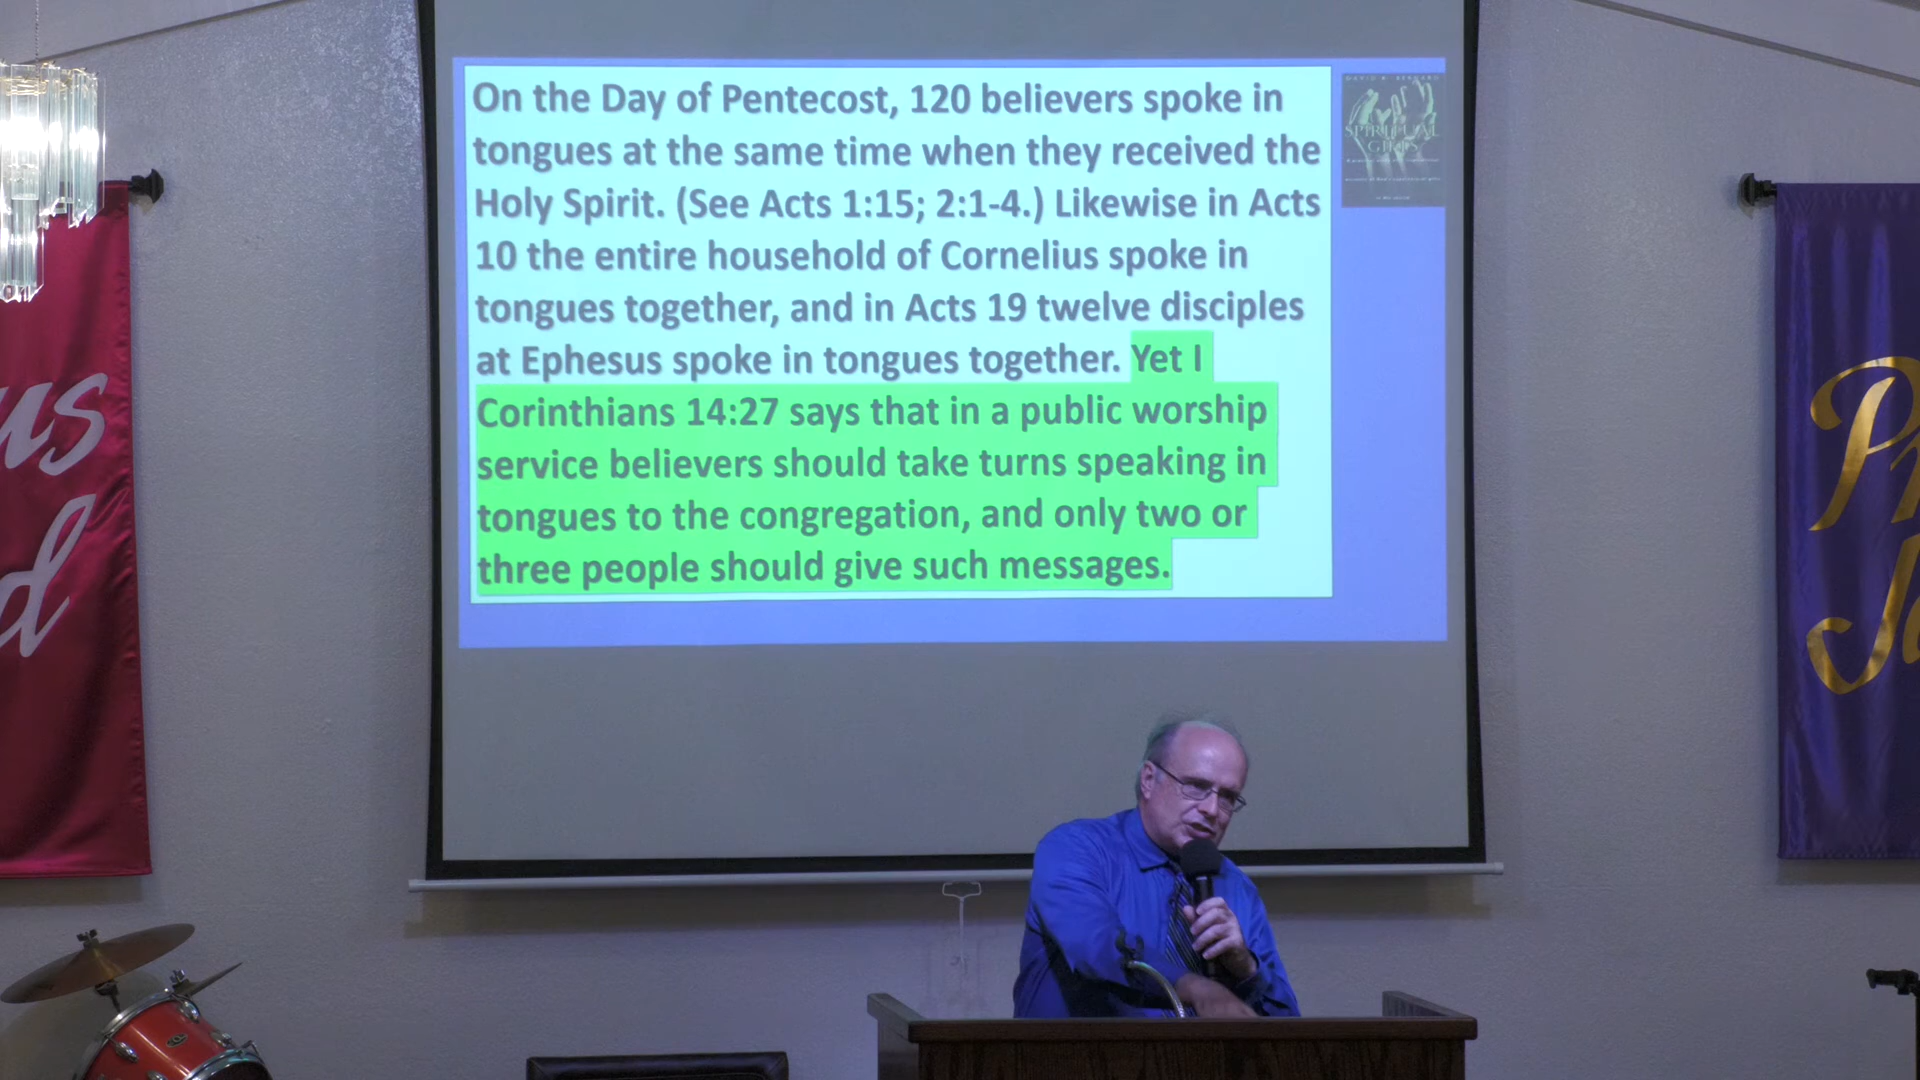 On the Day of Pentecost, 120 believers spoke in
tongues at the same time when they received the
Holy Spirit. (See Acts 1:15; 2:1-4.) Likewise in Acts
10 the entire household of Cornelius spoke in
tongues together, and in Acts 19 twelve disciples
at Ephesus spoke in tongues together. Yet I
Corinthians 14:27 says that in a public worship
service believers should take turns speaking in
tongues to the congregation, and only two or
three people should give such messages.
DAVID K. BERNARD
SPIRITUAL
GIFTS
us
d